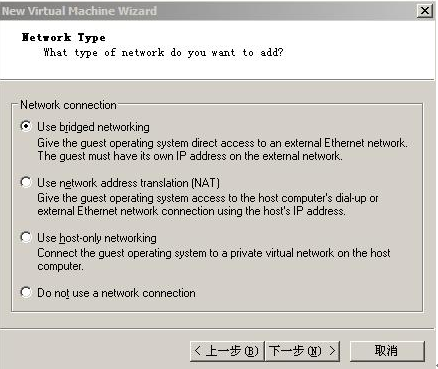 New Virtual Machine Wizard
Network Type
What type of network do you want to add?
Network connection
Use bridged networking
Give the guest operating system direct access to an external Ethernet network.
The guest must have its own IP address on the external network.
Use network address translation (NAT)
Give the guest operating system access to the host computer's dial-up or
external Ethernet network connection using the host's IP address.
Use host-only networking
Connect the guest operating system to a private virtual network on the host
computer.
Do not use a network connection
< 上一步 (B) 下一步 (N) > 取消